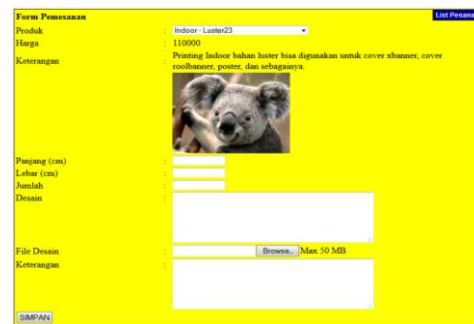 Form Pemesanan List Pesana
Produk : Indoor - Luster23
Harga : 110000
Keterangan : Printing Indoor bahan luster bisa digunakan untuk cover xbanner, cover
roolbanner, poster, dan sebagainya.
Panjang (cm) :
Lebar (cm) :
Jumlah :
Desain :
File Desain : Browse.. Max 50 MB
Keterangan :
SIMPAN